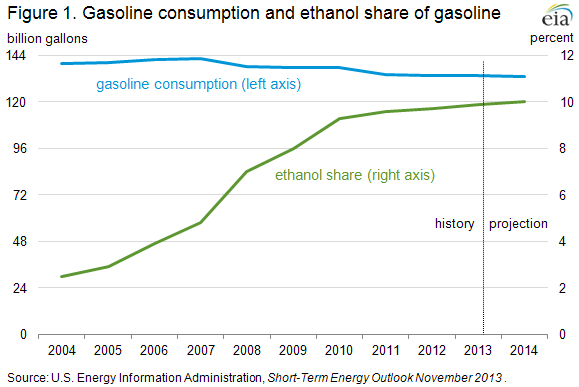 Figure 1. Gasoline consumption and ethanol share of gasoline
eia
billion gallons percent
144 12
gasoline consumption (left axis)
120 10
96 8
ethanol share (right axis)
72 6
history projection
48 4
24 2
0 0
2004 2005 2006 2007 2008 2009 2010 2011 2012 2013 2014
Source: U.S. Energy Information Administration, Short-Term Energy Outlook November 2013.